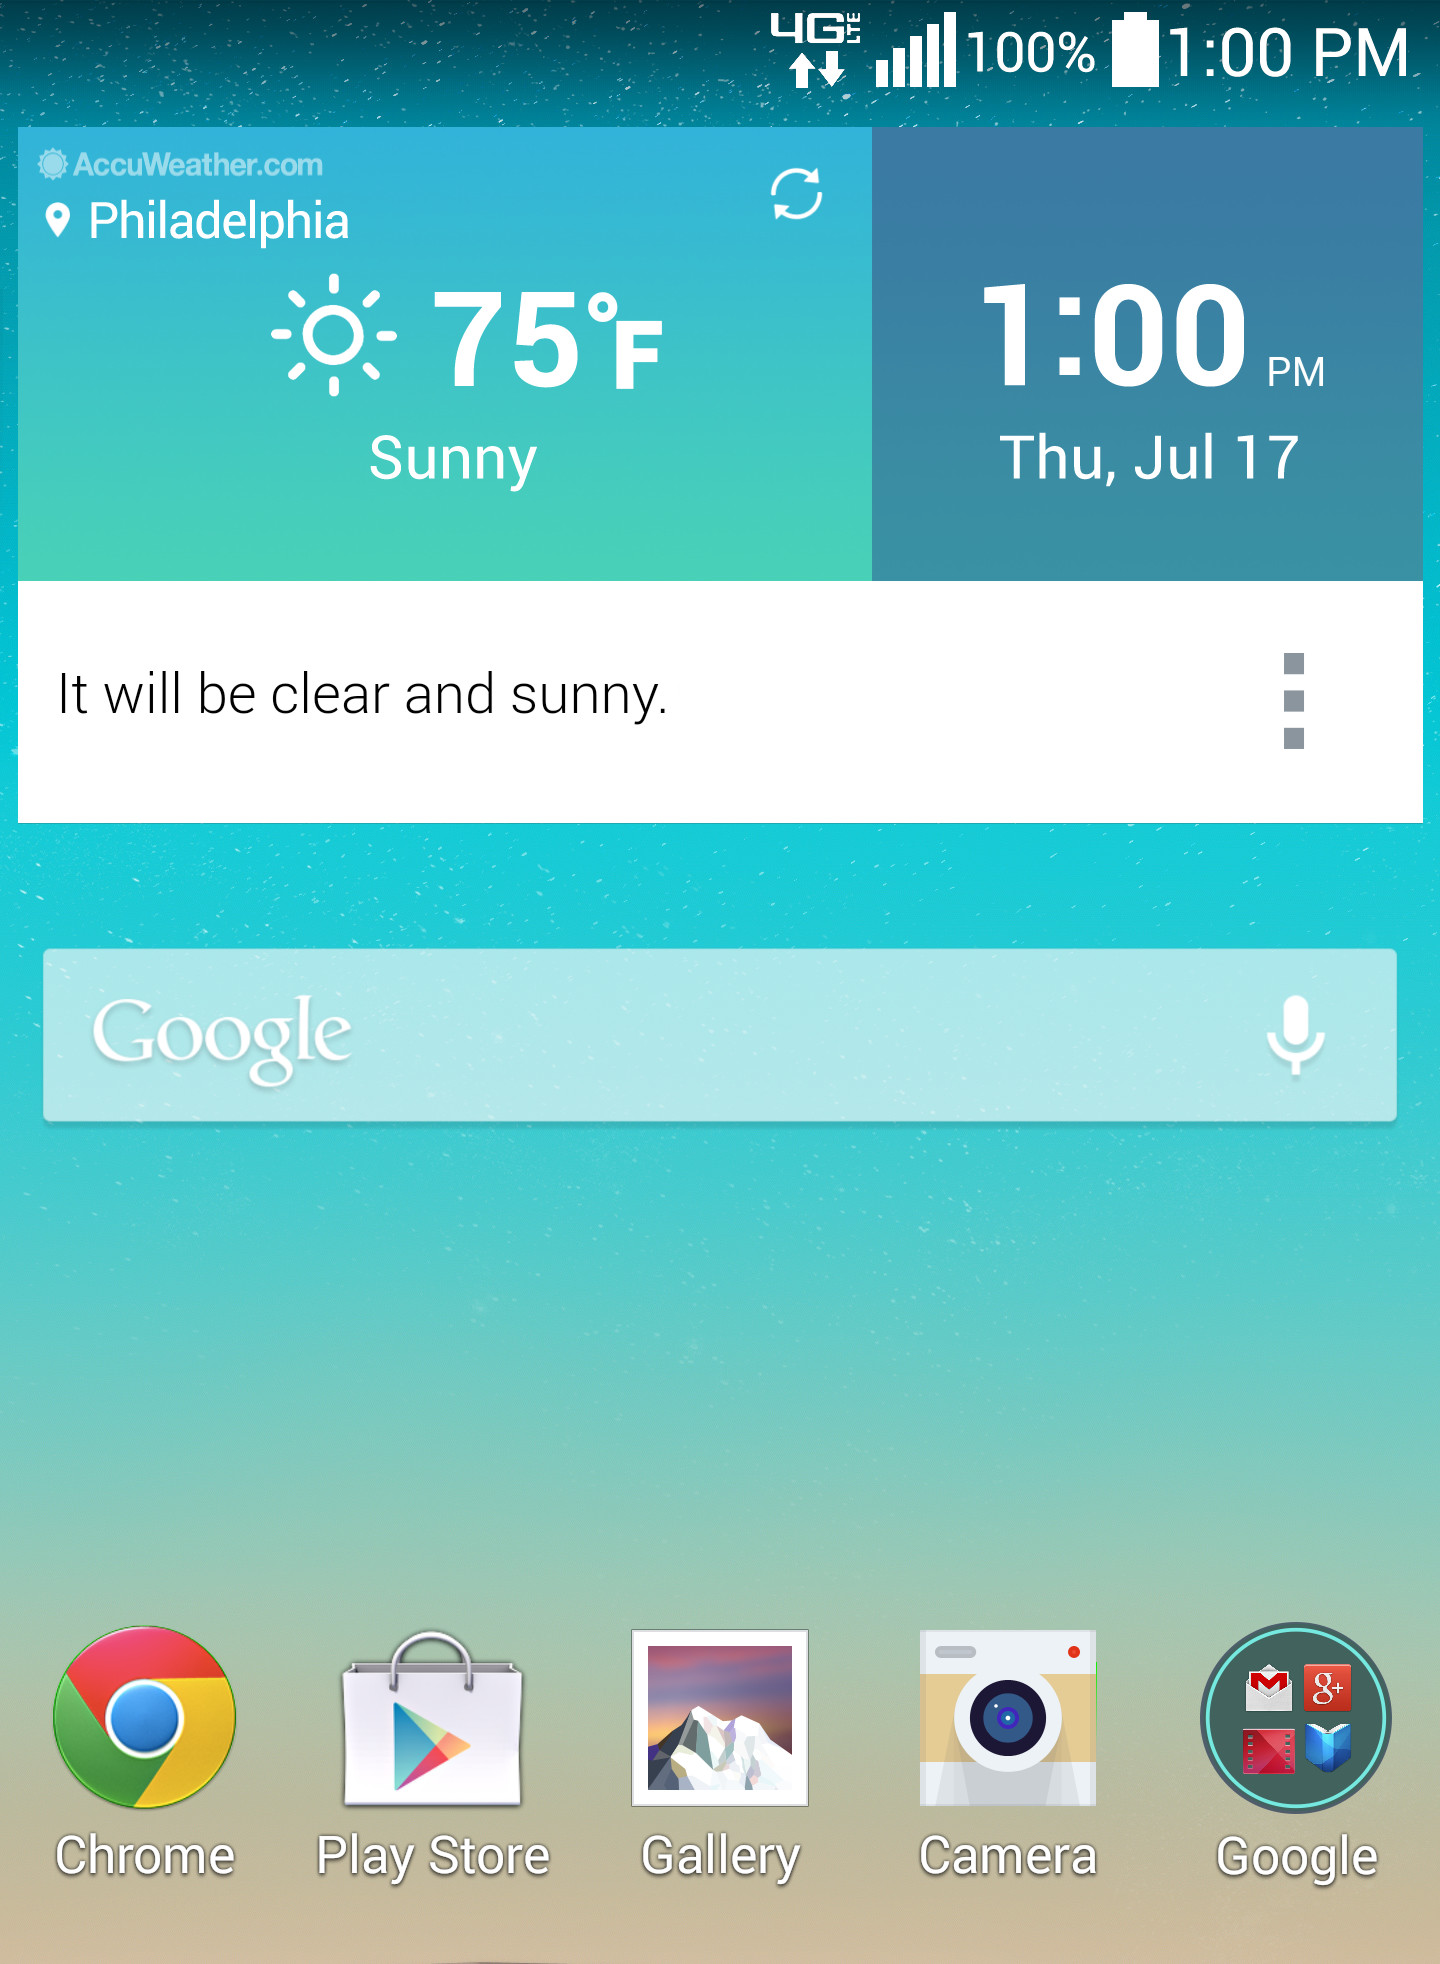 4G LTE 100% 1:00 PM
AccuWeather.com
Philadelphia
75°F
Sunny
1:00 PM
Thu, Jul 17
It will be clear and sunny.
Google
M g+
Chrome Play Store Gallery Camera Google